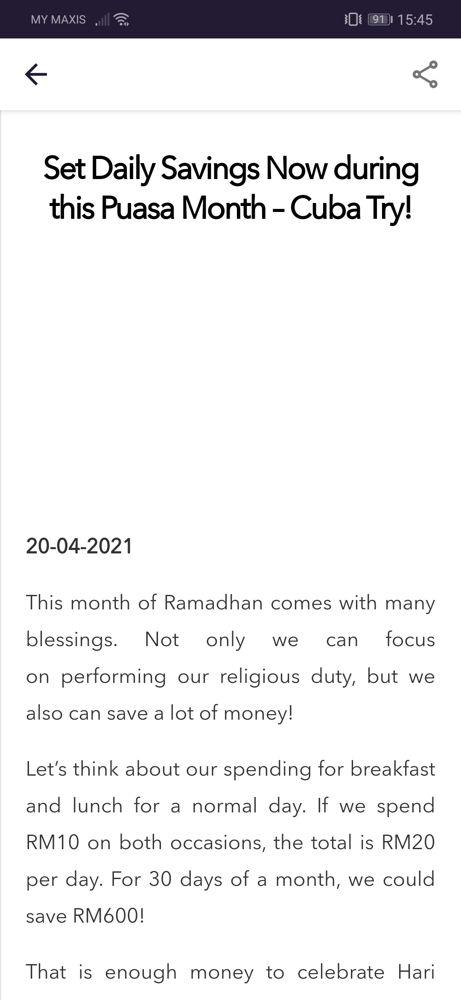 MY MAXIS
91 15:45
Set Daily Savings Now during
this Puasa Month – Cuba Try!
20-04-2021
This month of Ramadhan comes with many
blessings. Not only we can focus
on performing our religious duty, but we
also can save a lot of money!
Let’s think about our spending for breakfast
and lunch for a normal day. If we spend
RM10 on both occasions, the total is RM20
per day. For 30 days of a month, we could
save RM600!
That is enough money to celebrate Hari